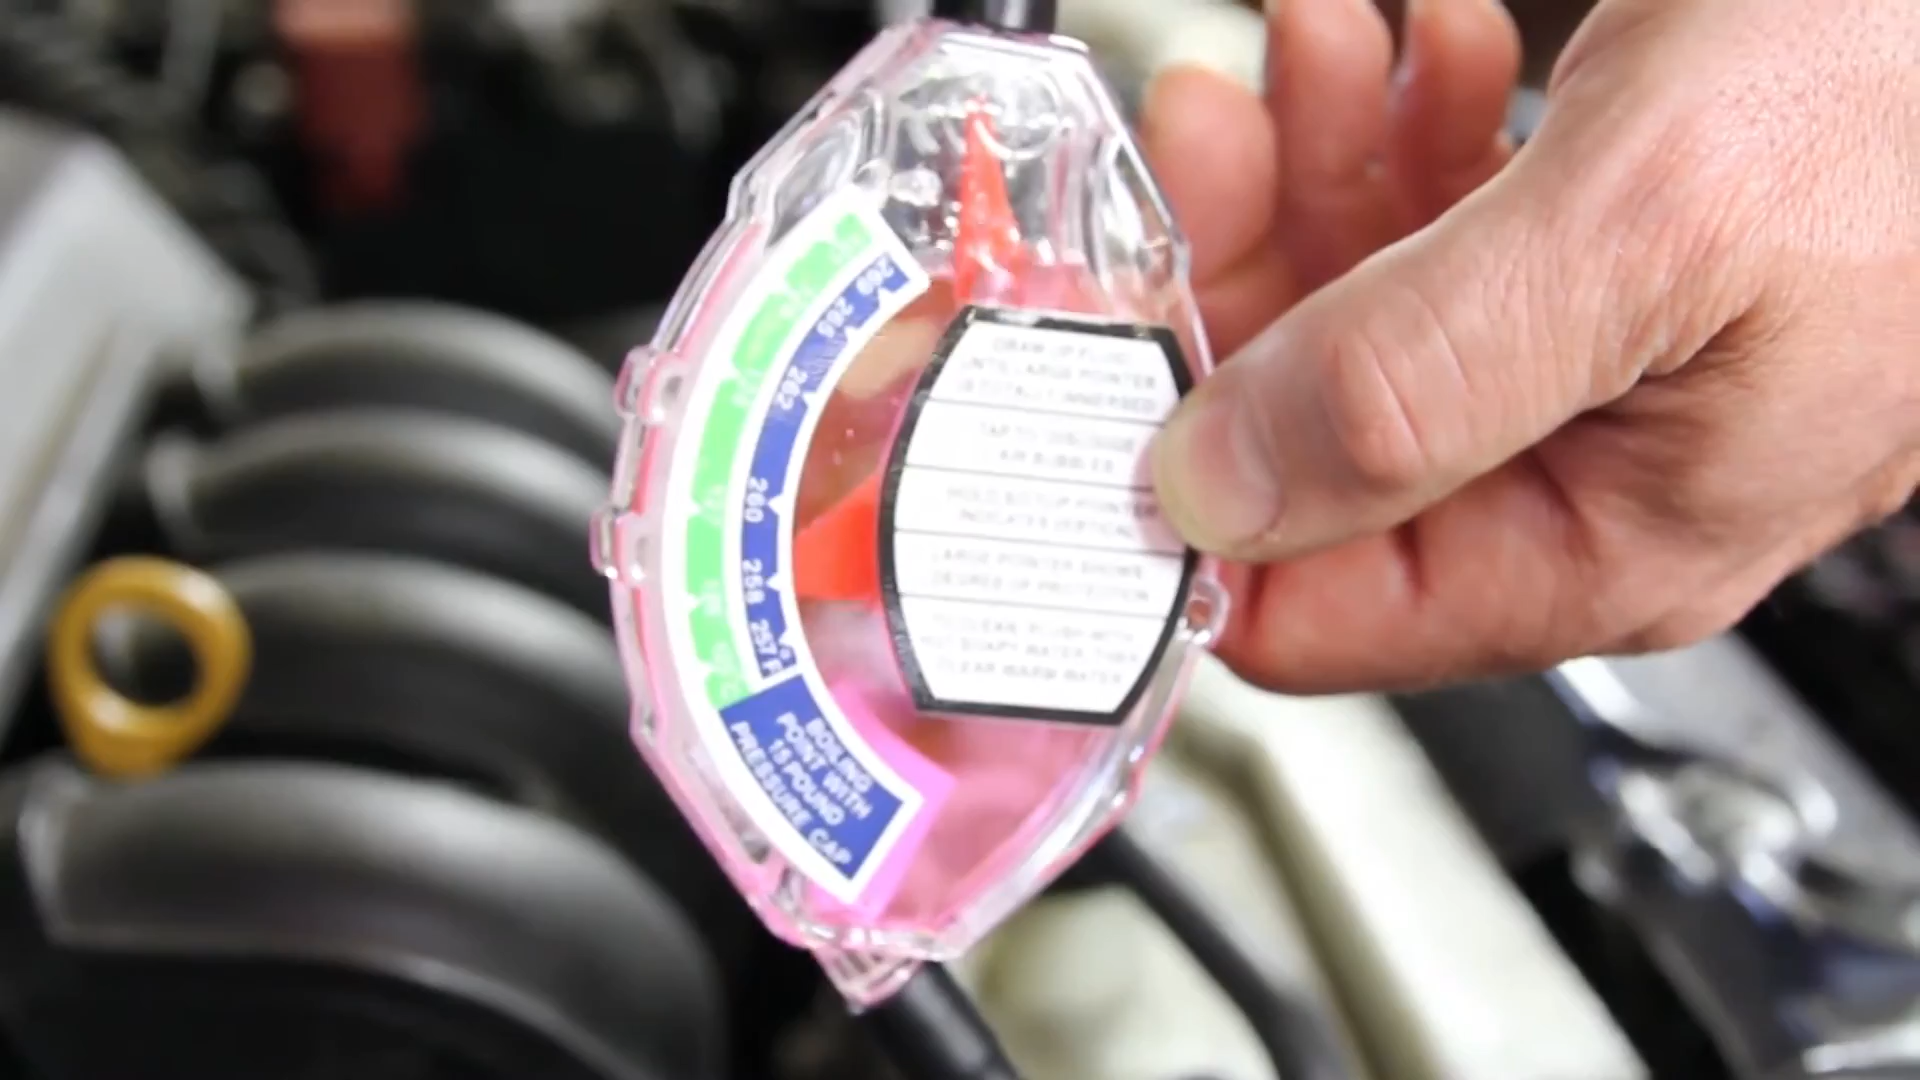 269
265
262
260
258
257°F
BOILING
POINT WITH
15 POUND
PRESSURE CAP
DRAW UP FLUID
UNTIL LARGE POINTER
IS TOTALLY IMMERSED
TAP TO DISLODGE
AIR BUBBLES
HOLD SO TOP POINTER
INDICATES VERTICAL
LARGE POINTER SHOWS
DEGREE OF PROTECTION
TO CLEAN, FLUSH WITH
HOT SOAPY WATER, THEN
CLEAR WARM WATER